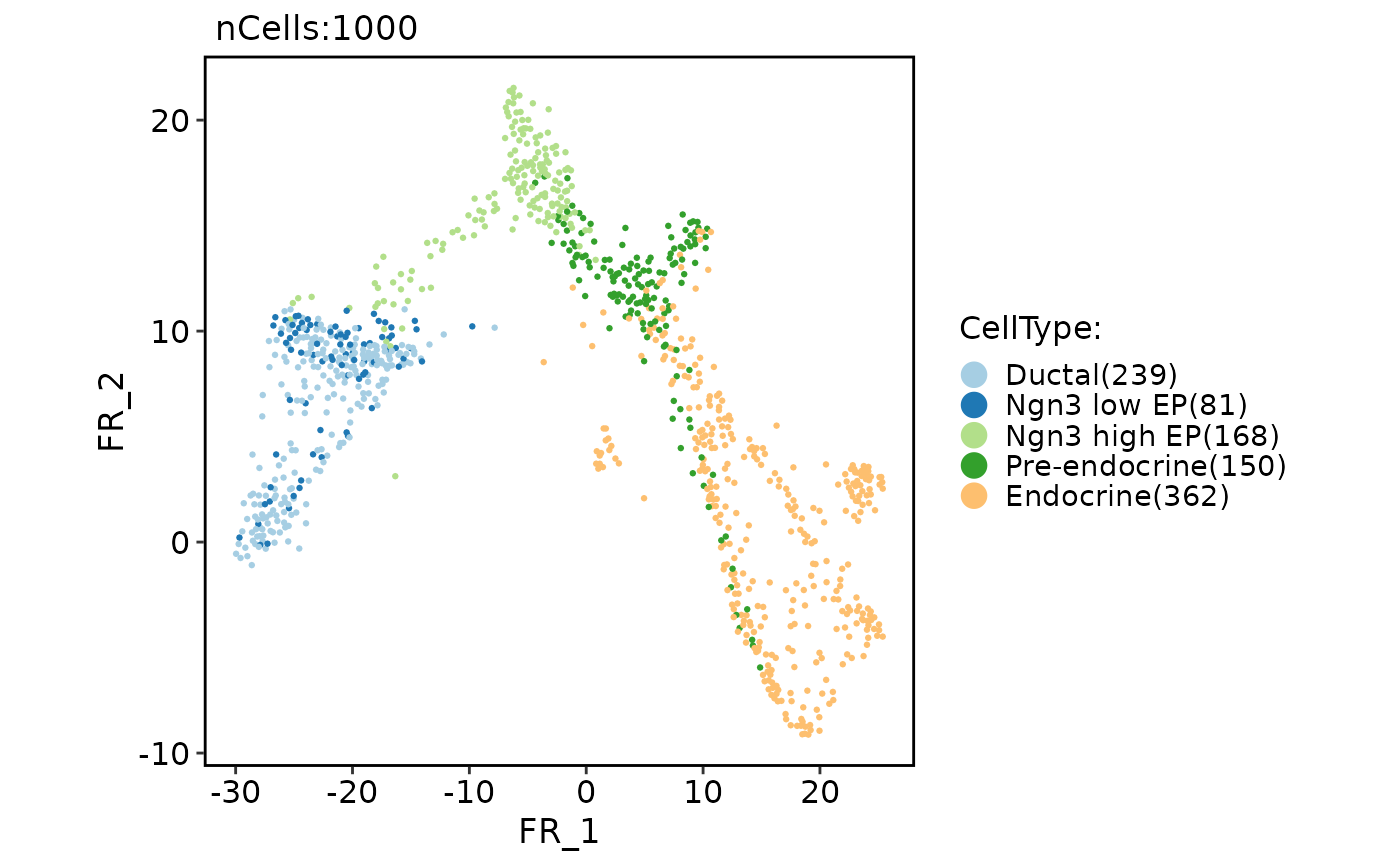 nCells:1000
20
10
0
-10
FR_2
-30 -20 -10 0 10 20
FR_1
CellType:
Ductal(239)
Ngn3 low EP(81)
Ngn3 high EP(168)
Pre-endocrine(150)
Endocrine(362)